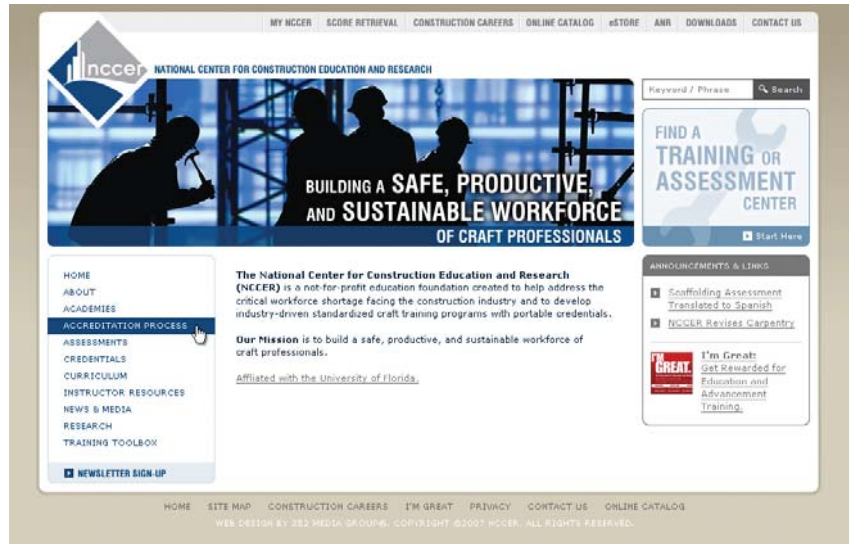 MY NCCER SCORE RETRIEVAL CONSTRUCTION CAREERS ONLINE CATALOG eSTORE ANR DOWNLOADS CONTACT US
nccer
NATIONAL CENTER FOR CONSTRUCTION EDUCATION AND RESEARCH
Keyword / Phrase Search
BUILDING A SAFE, PRODUCTIVE,
AND SUSTAINABLE WORKFORCE
OF CRAFT PROFESSIONALS
FIND A
TRAINING OR
ASSESSMENT
CENTER
Start Here
HOME
ABOUT
ACADEMIES
ACCREDITATION PROCESS
ASSESSMENTS
CREDENTIALS
CURRICULUM
INSTRUCTOR RESOURCES
NEWS & MEDIA
RESEARCH
TRAINING TOOLBOX
NEWSLETTER SIGN-UP
The National Center for Construction Education and Research
(NCCER) is a not-for-profit education foundation created to help address the
critical workforce shortage facing the construction industry and to develop
industry-driven standardized craft training programs with portable credentials.
Our Mission is to build a safe, productive, and sustainable workforce of
craft professionals.
Affliated with the University of Florida.
ANNOUNCEMENTS & LINKS
Scaffolding Assessment
Translated to Spanish
NCCER Revises Carpentry
I'M
GREAT.
I'm Great:
Get Rewarded for
Education and
Advancement
Training.
HOME SITE MAP CONSTRUCTION CAREERS I'M GREAT PRIVACY CONTACT US ONLINE CATALOG
WEB DESIGN BY 352 MEDIA GROUP®. COPYRIGHT ©2007 NCCER. ALL RIGHTS RESERVED.